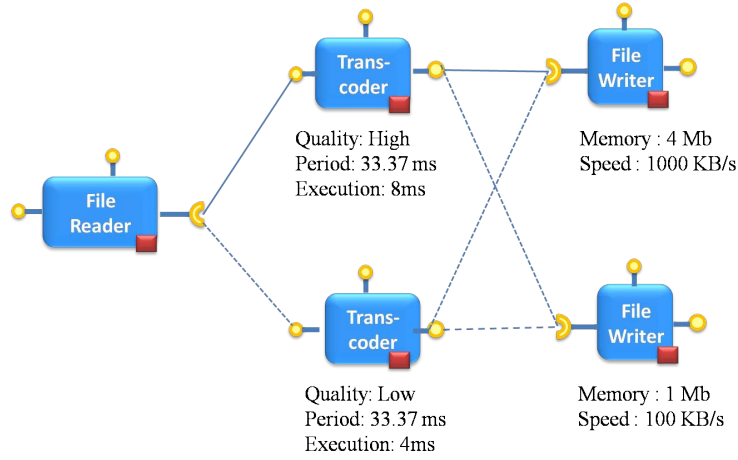 Trans-
coder
Quality: High
Period: 33.37 ms
Execution: 8ms
File
Writer
Memory : 4 Mb
Speed : 1000 KB/s
File
Reader
Trans-
coder
Quality: Low
Period: 33.37 ms
Execution: 4ms
File
Writer
Memory : 1 Mb
Speed : 100 KB/s